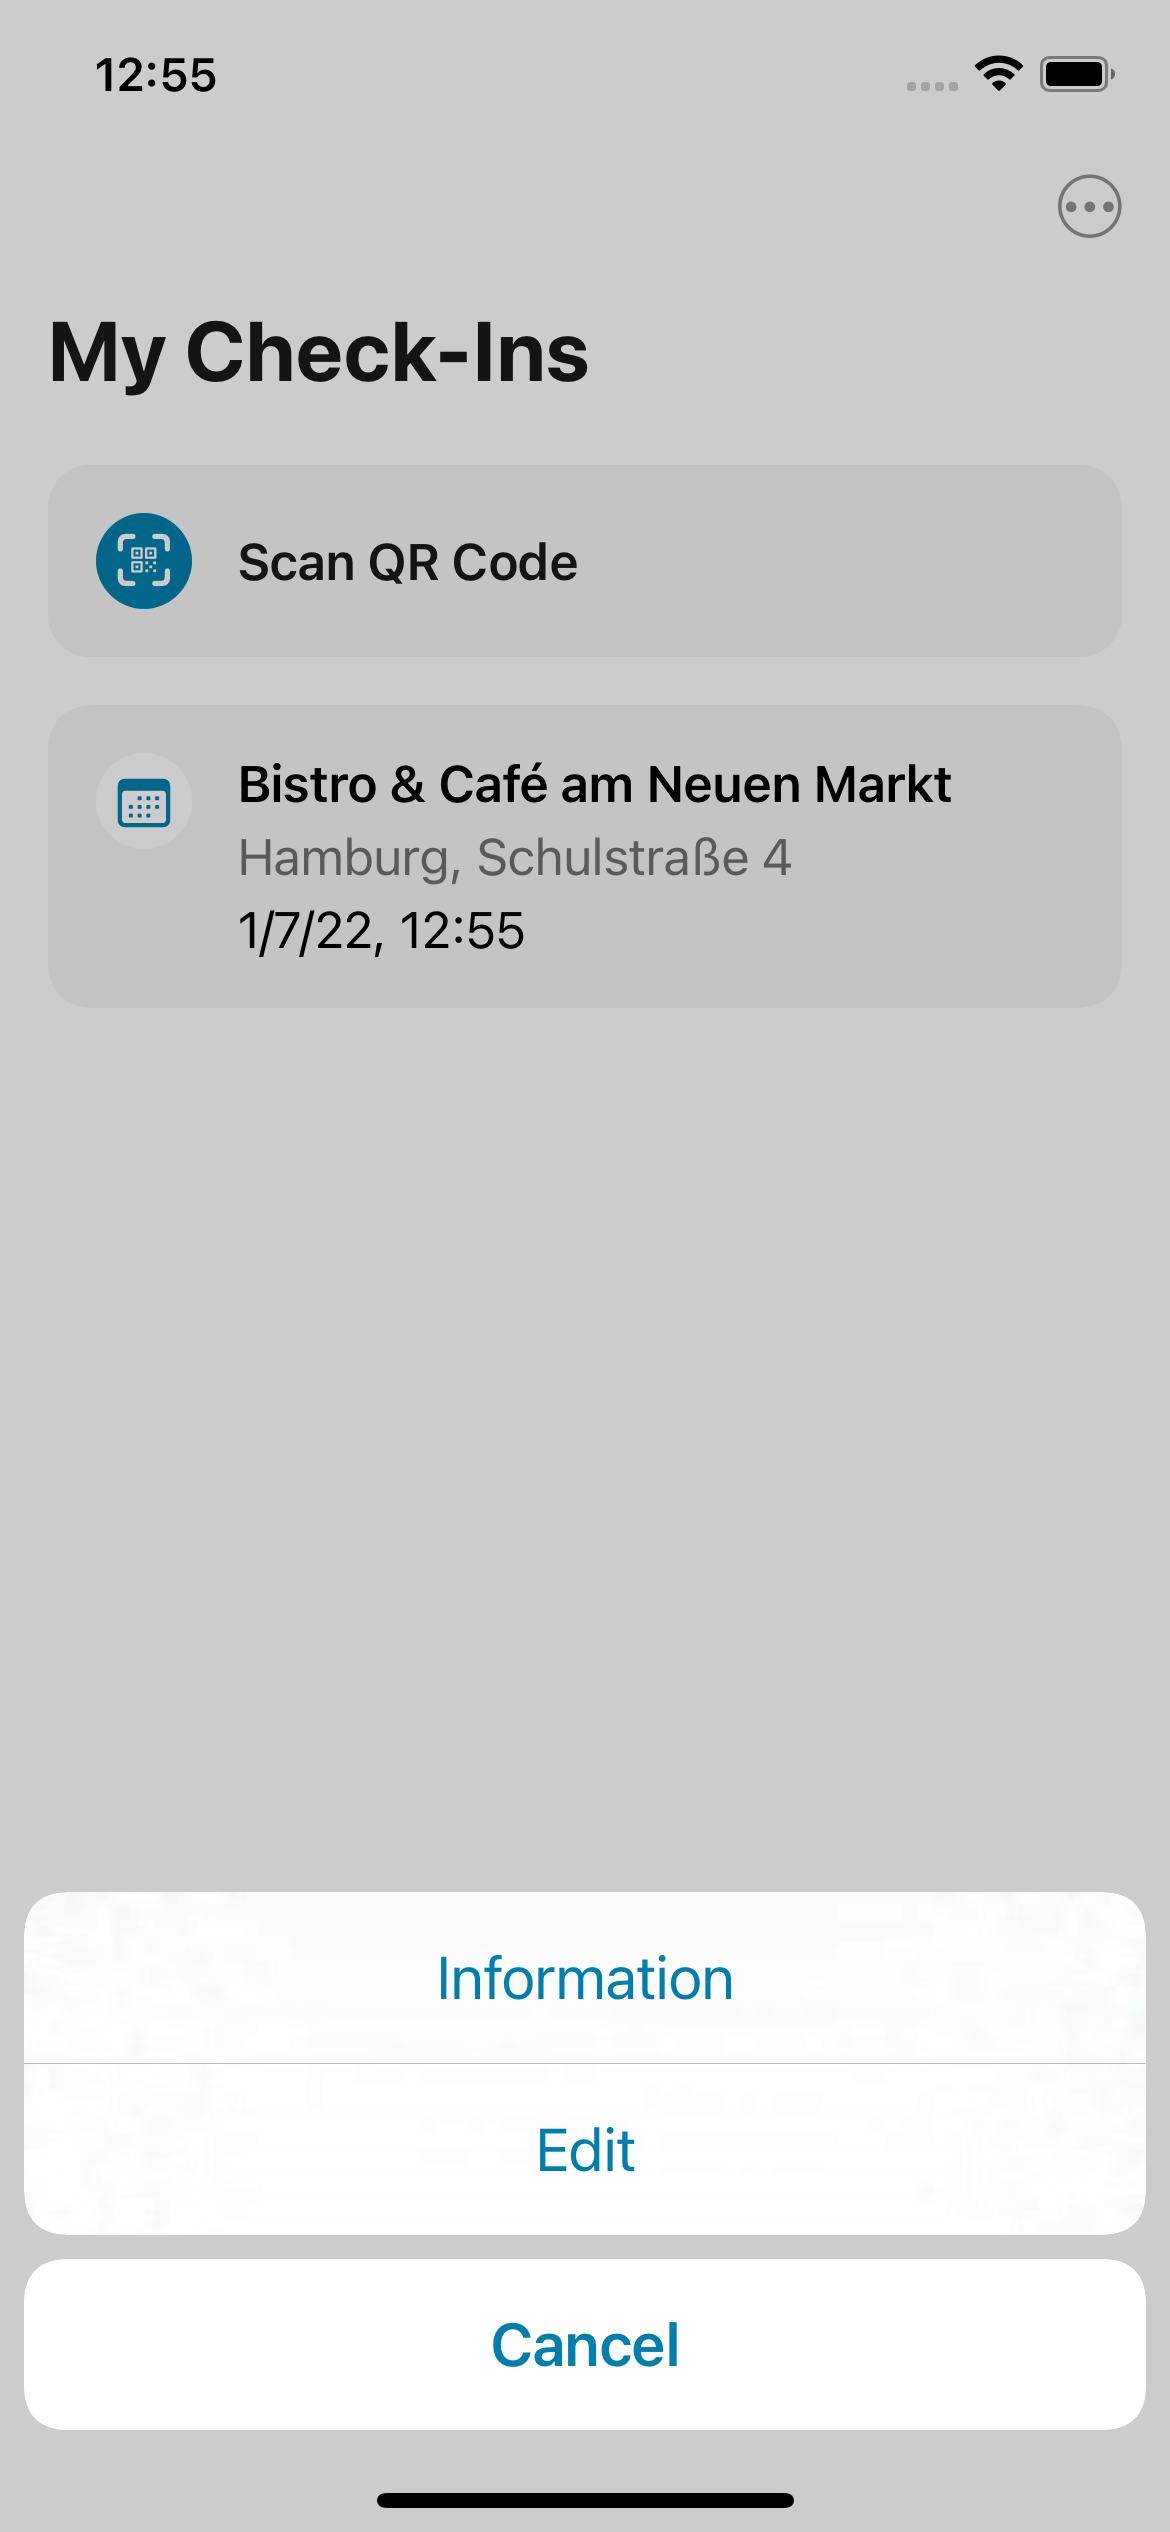 12:55
My Check-Ins
Scan QR Code
Bistro & Café am Neuen Markt
Hamburg, Schulstraße 4
1/7/22, 12:55
Information
Edit
Cancel